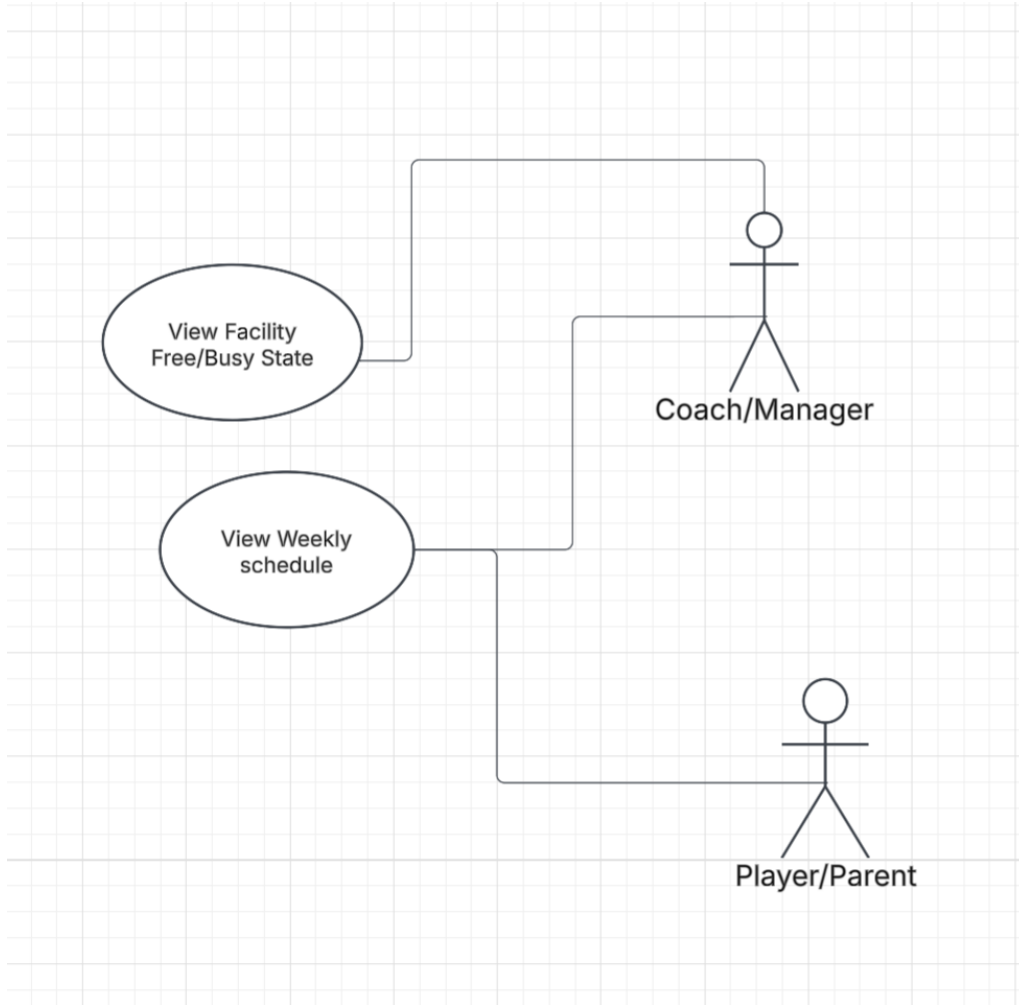 View Facility
Free/Busy State
Coach/Manager
View Weekly
schedule
Player/Parent